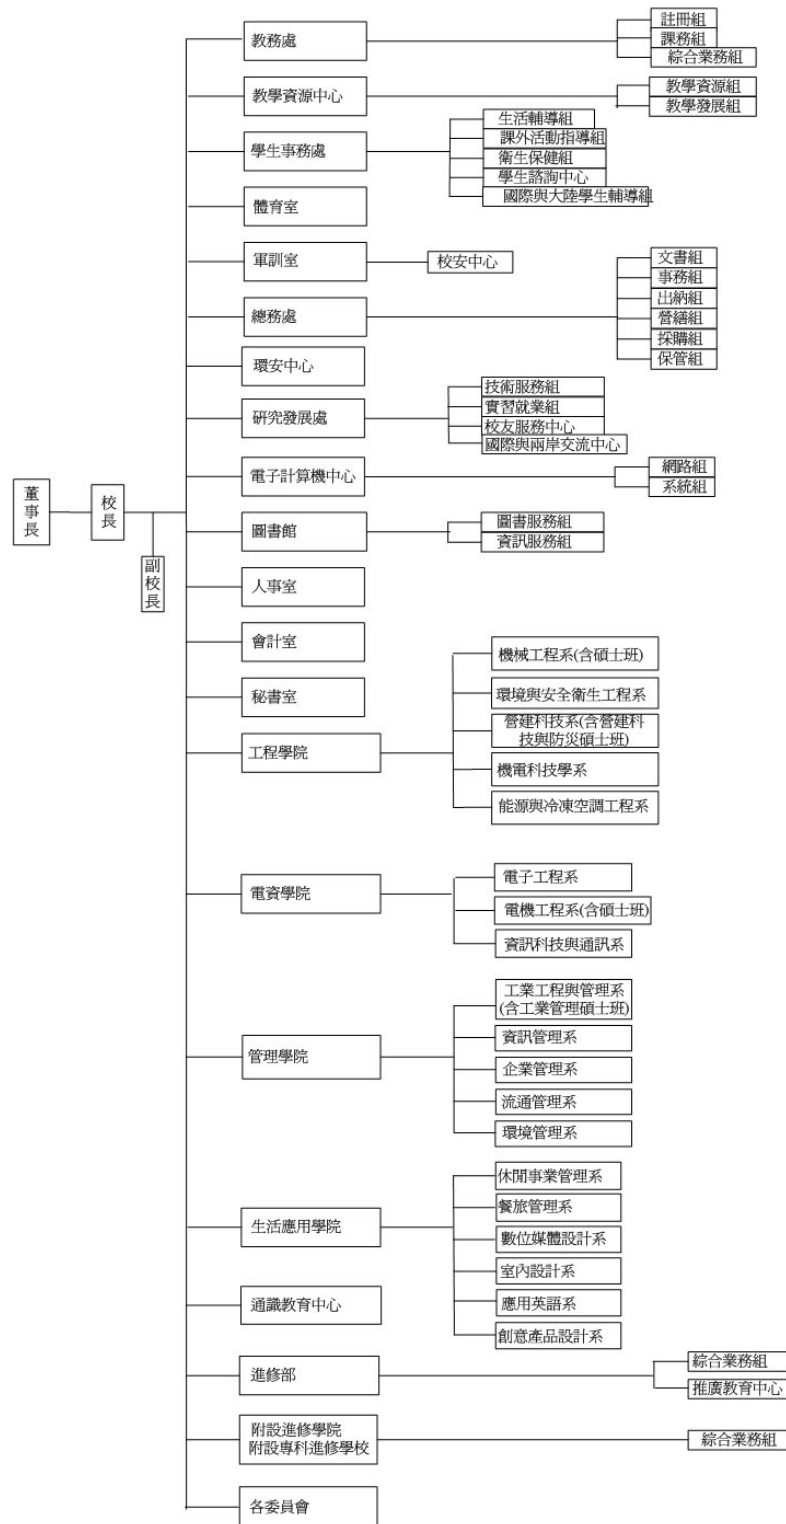 董事長
校長
副校長
教務處
註冊組
課務組
綜合業務組
教學資源中心
教學資源組
教學發展組
學生事務處
生活輔導組
課外活動指導組
衛生保健組
學生諮詢中心
國際與大陸學生輔導組
體育室
軍訓室
校安中心
總務處
文書組
事務組
出納組
營繕組
採購組
保管組
環安中心
研究發展處
技術服務組
實習就業組
校友服務中心
國際與兩岸交流中心
電子計算機中心
網路組
系統組
圖書館
圖書服務組
資訊服務組
人事室
會計室
秘書室
工程學院
機械工程系(含碩士班)
環境與安全衛生工程系
營建科技系(含營建科
技與防災碩士班)
機電科技學系
能源與冷凍空調工程系
電資學院
電子工程系
電機工程系(含碩士班)
資訊科技與通訊系
管理學院
工業工程與管理系
(含工業管理碩士班)
資訊管理系
企業管理系
流通管理系
環境管理系
生活應用學院
休閒事業管理系
餐旅管理系
數位媒體設計系
室內設計系
應用英語系
創意產品設計系
通識教育中心
進修部
綜合業務組
推廣教育中心
附設進修學院
附設專科進修學校
綜合業務組
各委員會